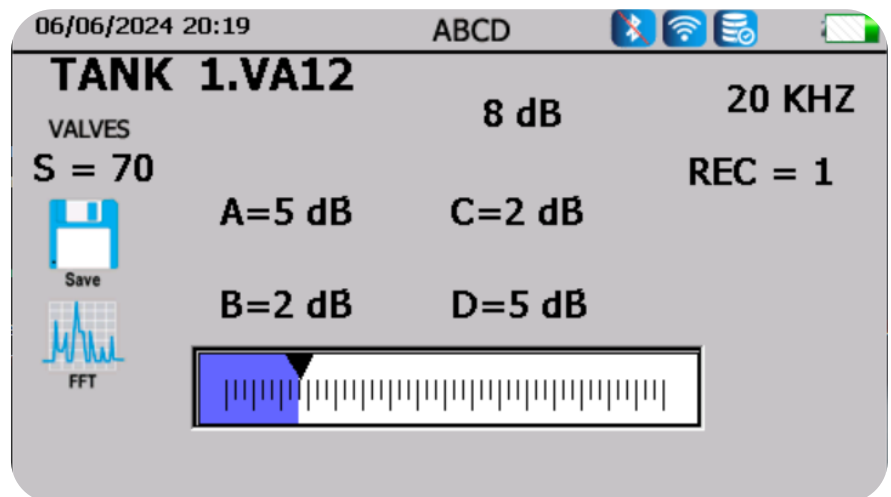 06/06/2024 20:19 ABCD
TANK 1.VA12
8 dB 20 KHZ
VALVES
S = 70 REC = 1
A=5 dB C=2 dB
Save
B=2 dB D=5 dB
FFT